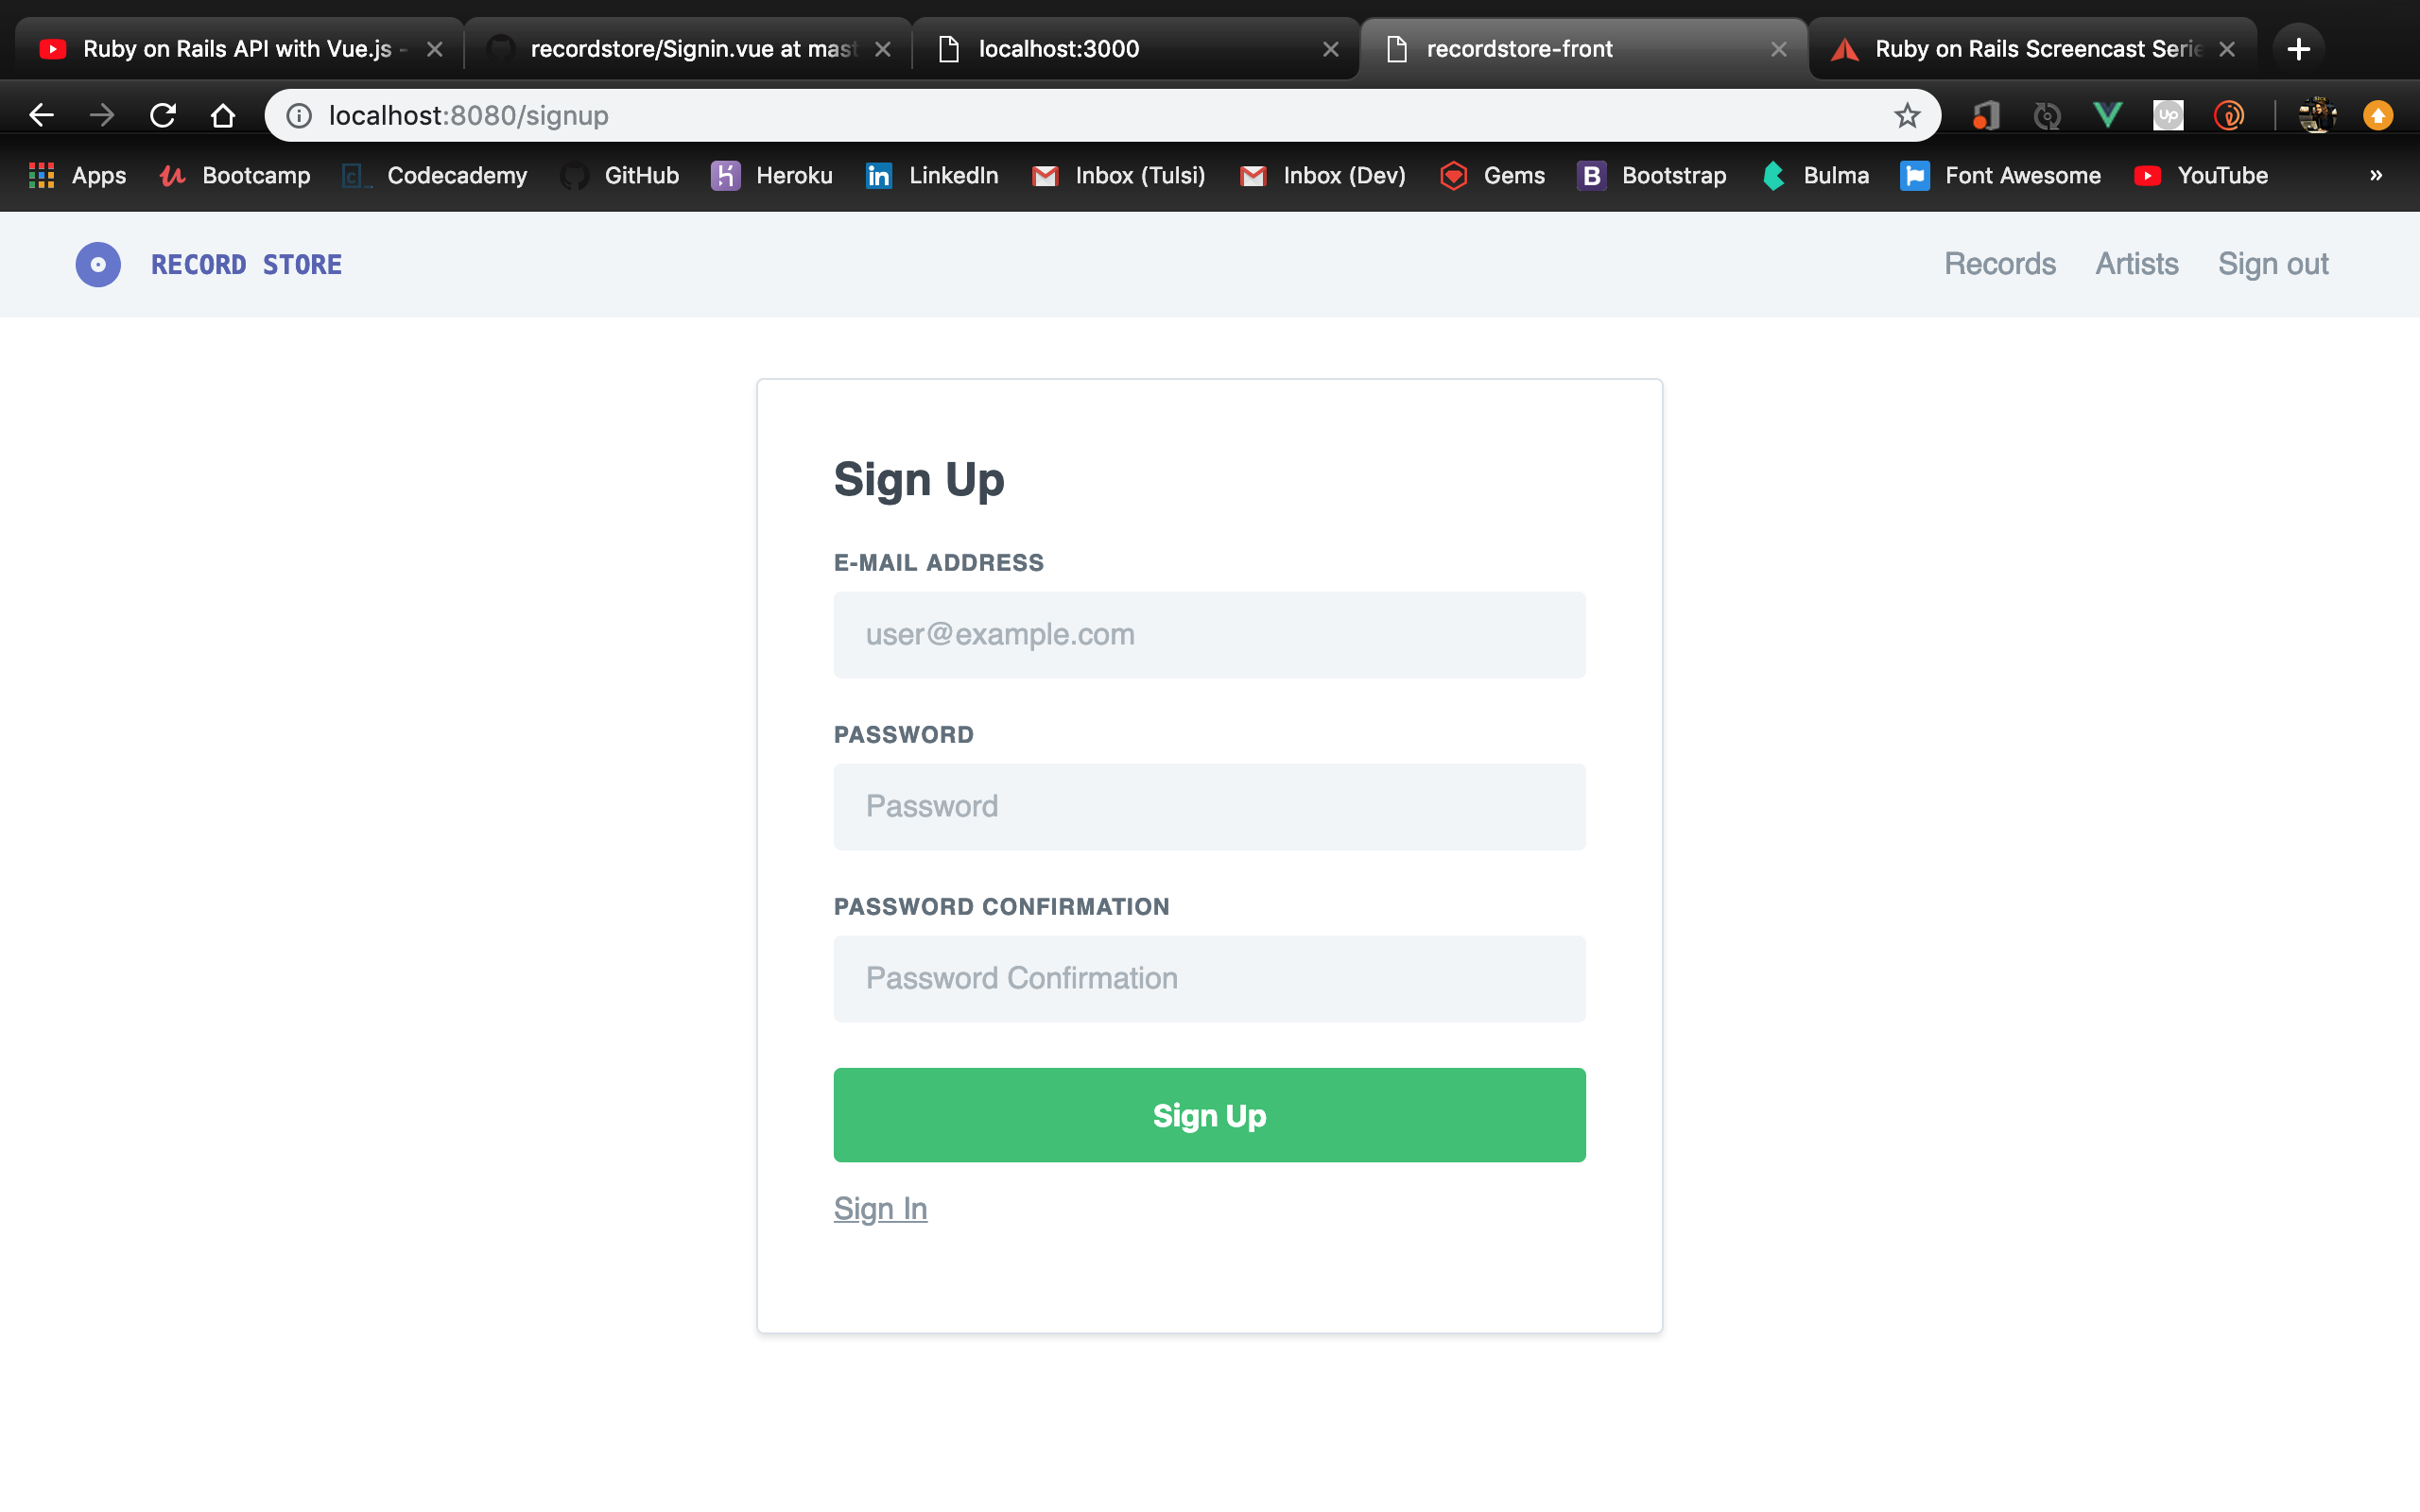 Ruby on Rails API with Vue.js -
recordstore/Signin.vue at mast
localhost:3000
recordstore-front
Ruby on Rails Screencast Serie
localhost:8080/signup
Up
Apps
Bootcamp
Codecademy
GitHub
Heroku
LinkedIn
Inbox (Tulsi)
Inbox (Dev)
Gems
B Bootstrap
Bulma
Font Awesome
YouTube
»
RECORD STORE
Records
Artists
Sign out
Sign Up
E-MAIL ADDRESS
user@example.com
PASSWORD
Password
PASSWORD CONFIRMATION
Password Confirmation
Sign Up
Sign In